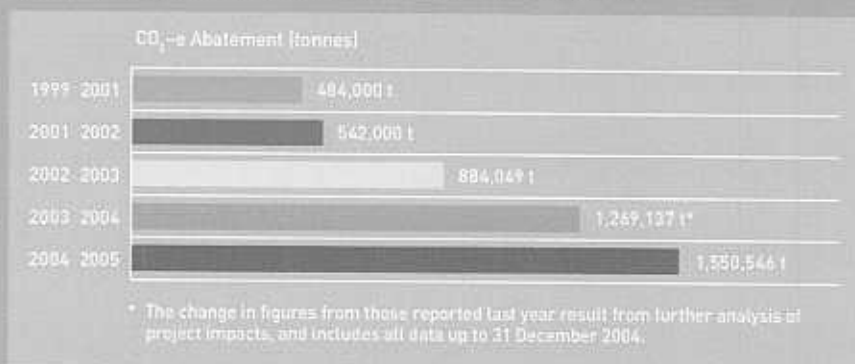 CO₂-e Abatement (tonnes)
1999 2001 484,000 t
2001 2002 542,000 t
2002 2003 884,049 t
2003 2004 1,269,137 t*
2004 2005 1,550,546 t
* The change in figures from those reported last year result from further analysis of
project impacts, and includes all data up to 31 December 2004.